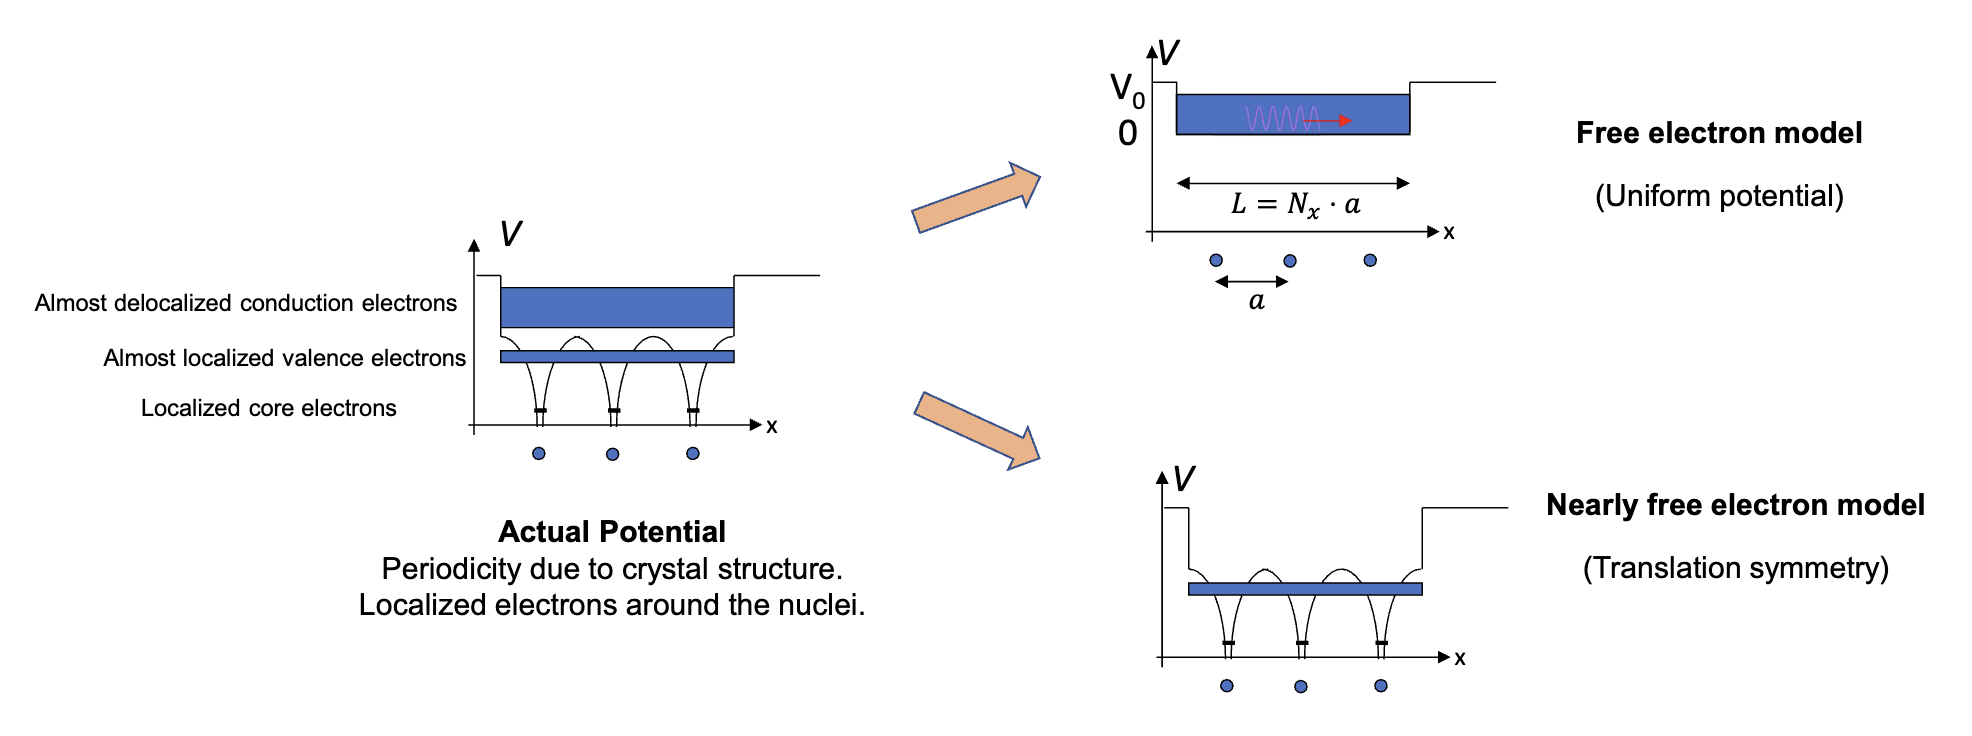 V
Almost delocalized conduction electrons
Almost localized valence electrons
Localized core electrons
x
Actual Potential
Periodicity due to crystal structure.
Localized electrons around the nuclei.
V
V₀
0
L = Nₓ · a
x
a
Free electron model
(Uniform potential)
V
x
Nearly free electron model
(Translation symmetry)